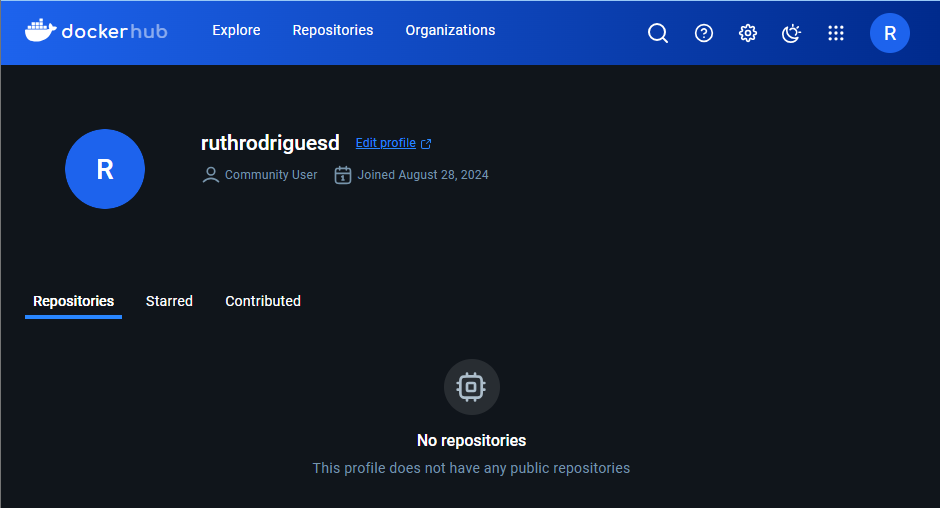 dockerhub
Explore Repositories Organizations
R
R
ruthrodriguesd Edit profile
Community User 1 Joined August 28, 2024
Repositories Starred Contributed
No repositories
This profile does not have any public repositories